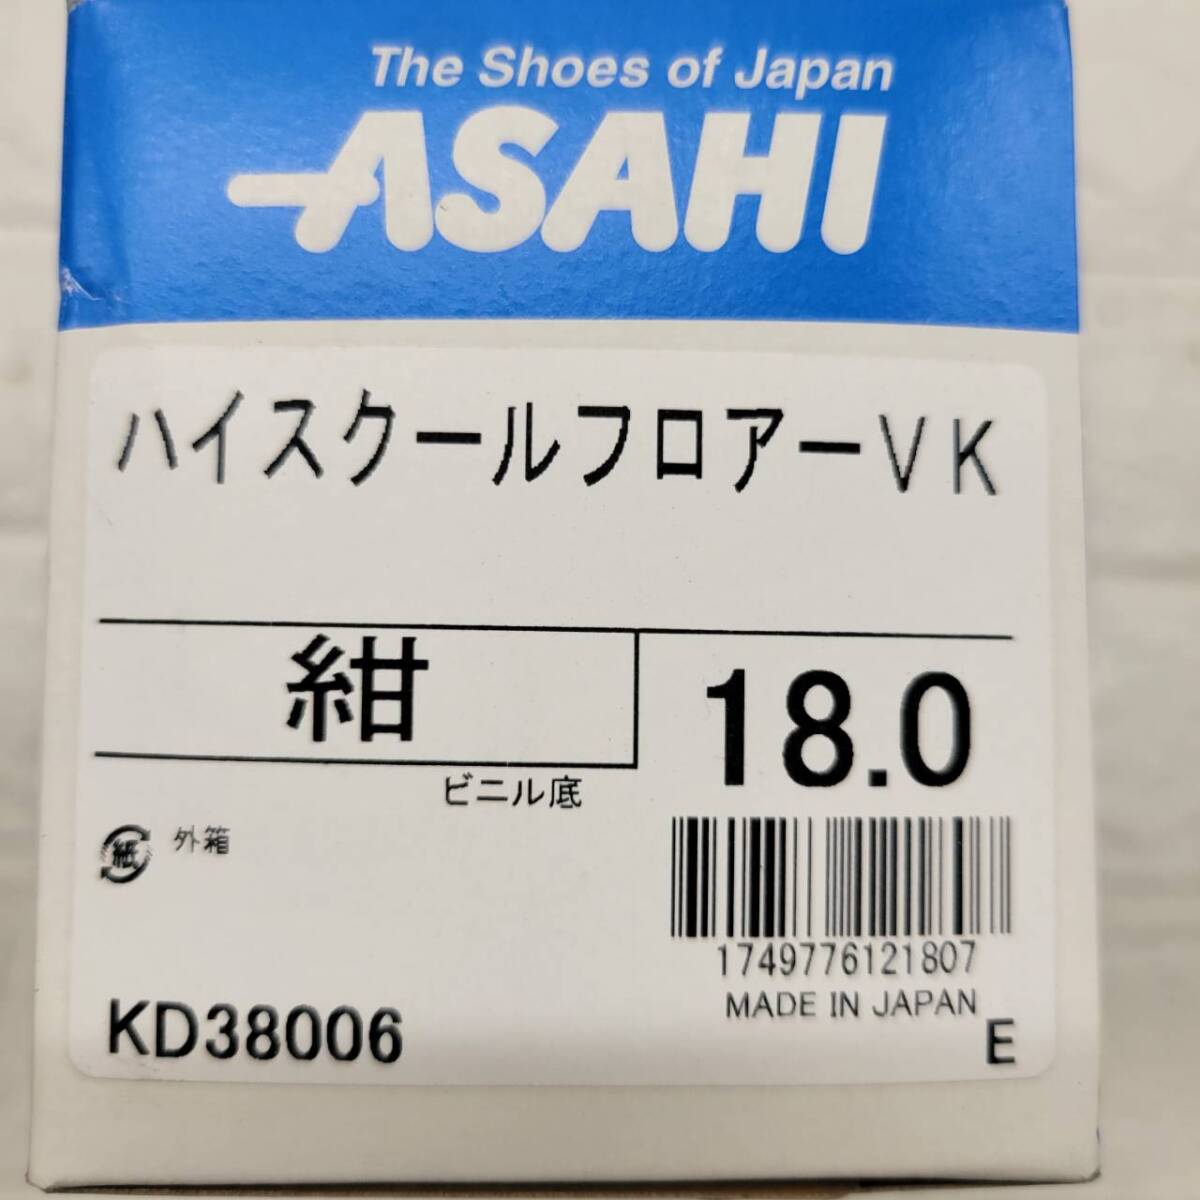 The Shoes of Japan
ASAHI
ハイスクールフロアーVK
紺
18.0
ビニル底
紙 外箱
1749776121807
MADE IN JAPAN
KD38006
E